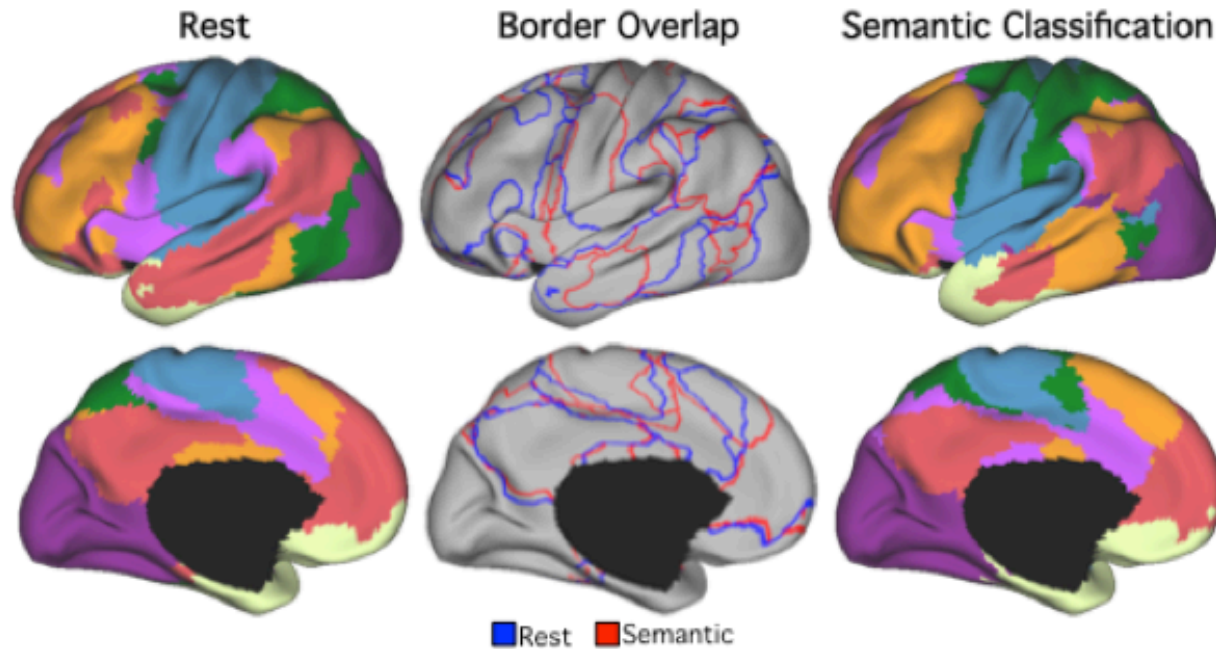 Rest
Border Overlap
Semantic Classification
Rest
Semantic